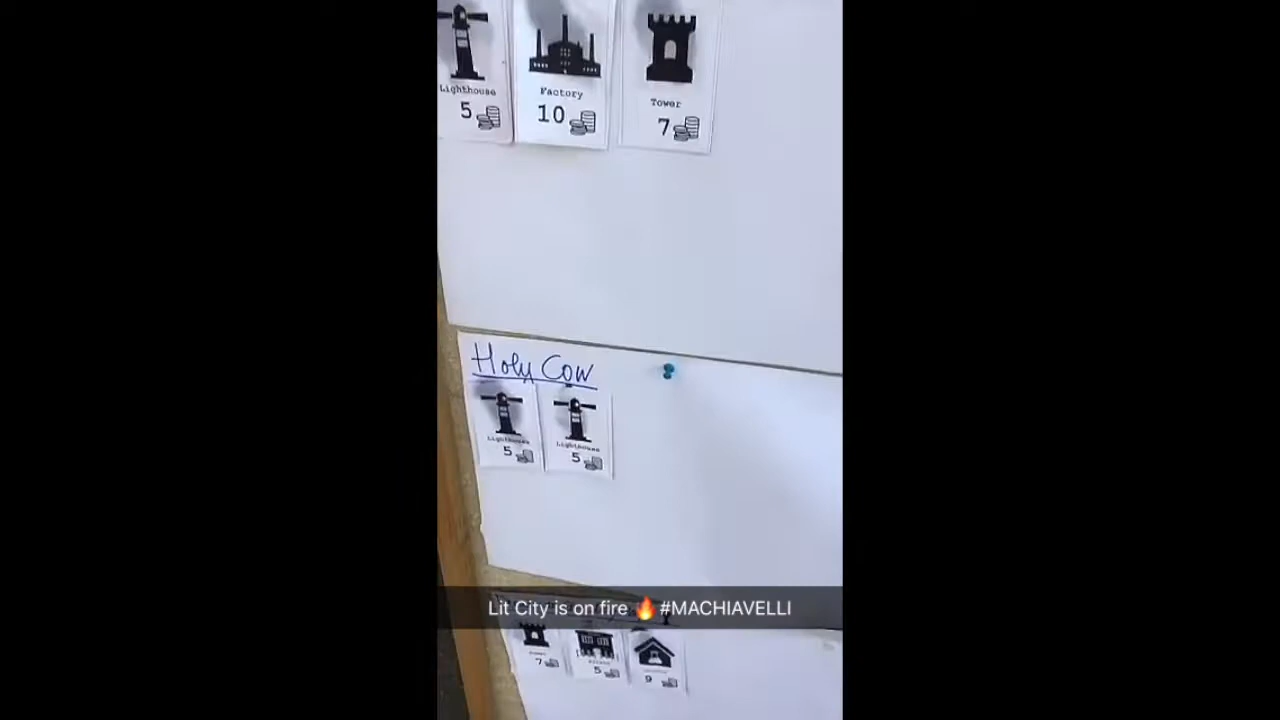 Lighthouse
5
Factory
10
Tower
7
Holy Cow
Lighthouse
5
Lighthouse
5
Lit City is on fire 🔥 #MACHIAVELLI
7
5
9